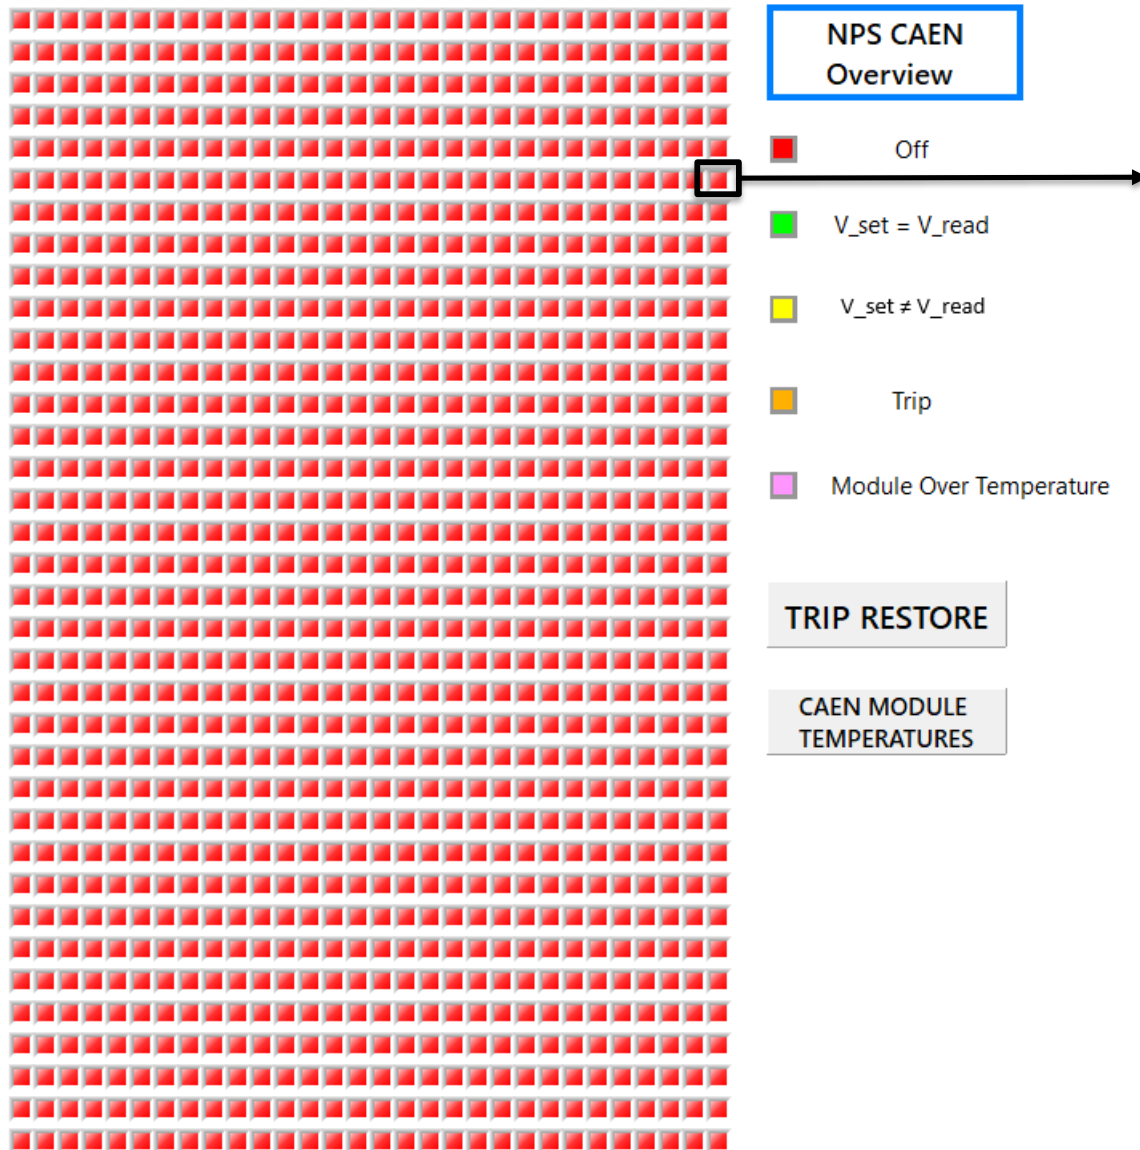 NPS CAEN
Overview
Off
V_set = V_read
V_set ≠ V_read
Trip
Module Over Temperature
TRIP RESTORE
CAEN MODULE
TEMPERATURES